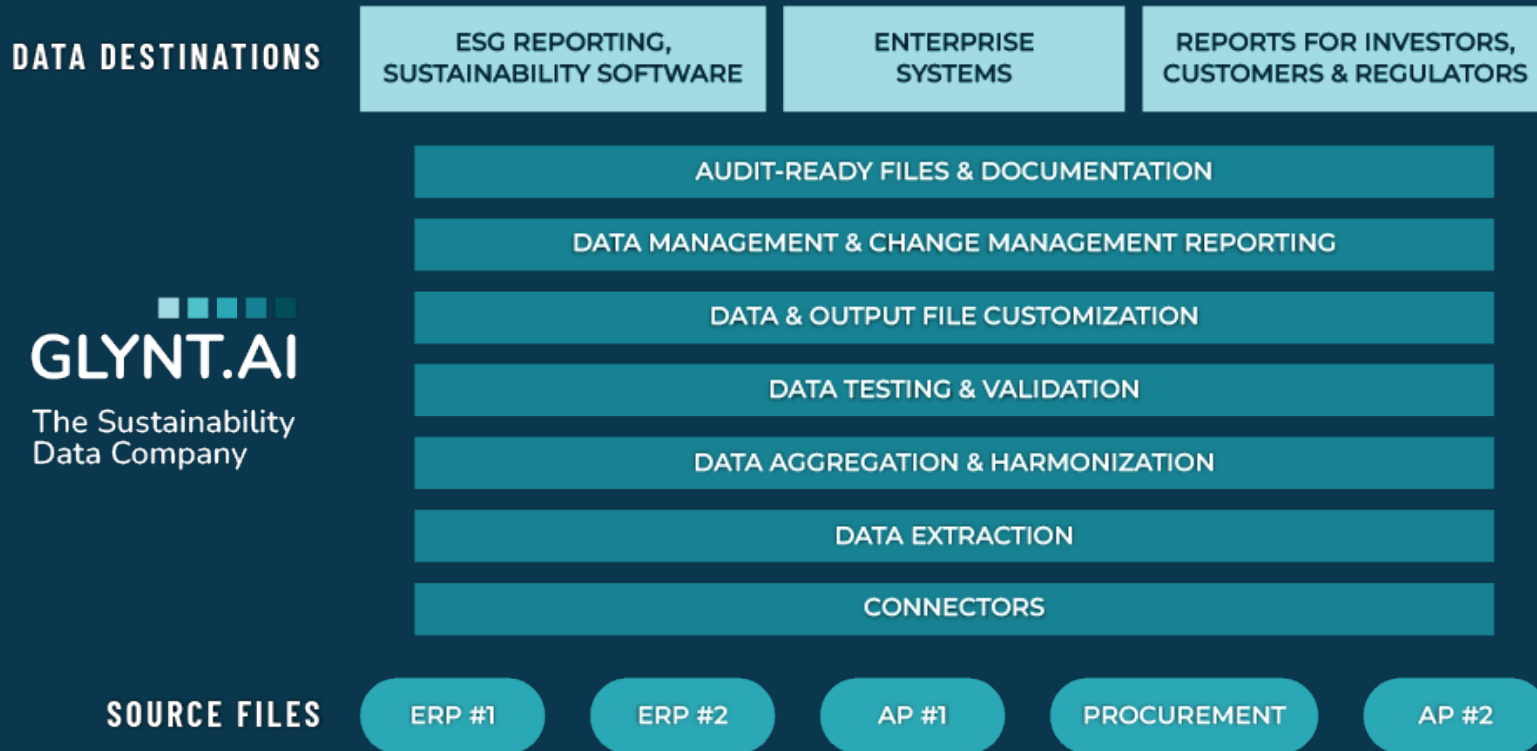 DATA DESTINATIONS
ESG REPORTING,
SUSTAINABILITY SOFTWARE
ENTERPRISE
SYSTEMS
REPORTS FOR INVESTORS,
CUSTOMERS & REGULATORS
AUDIT-READY FILES & DOCUMENTATION
DATA MANAGEMENT & CHANGE MANAGEMENT REPORTING
DATA & OUTPUT FILE CUSTOMIZATION
GLYNT.AI
The Sustainability
Data Company
DATA TESTING & VALIDATION
DATA AGGREGATION & HARMONIZATION
DATA EXTRACTION
CONNECTORS
SOURCE FILES
ERP #1
ERP #2
AP #1
PROCUREMENT
AP #2